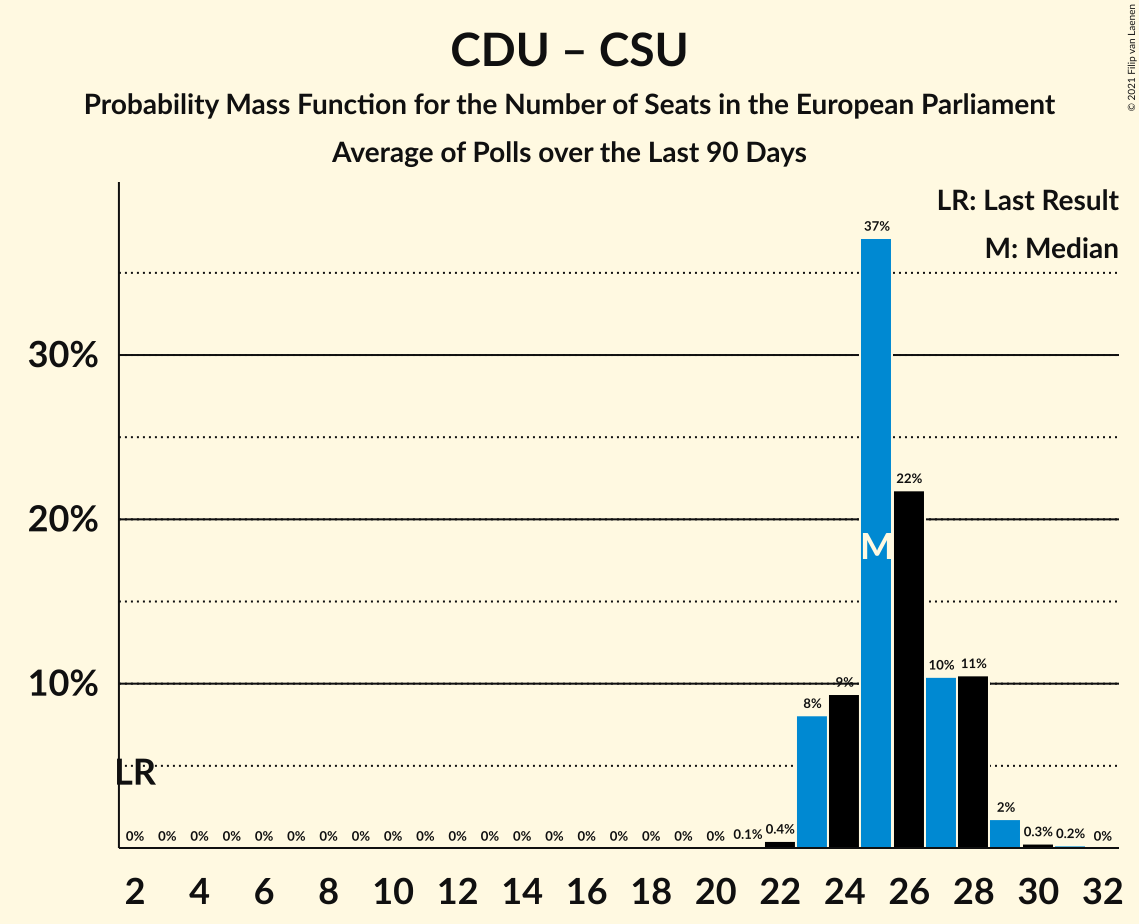 CDU – CSU
Probability Mass Function for the Number of Seats in the European Parliament
Average of Polls over the Last 90 Days
© 2021 Filip van Laenen
LR: Last Result
M: Median
37%
30%
22%
20%
M
10%
9%
10%
11%
8%
LR
2%
0% 0% 0% 0% 0% 0% 0% 0% 0% 0% 0% 0% 0% 0% 0% 0% 0% 0% 0% 0.1% 0.4% 0.3% 0.2% 0%
2 4 6 8 10 12 14 16 18 20 22 24 26 28 30 32